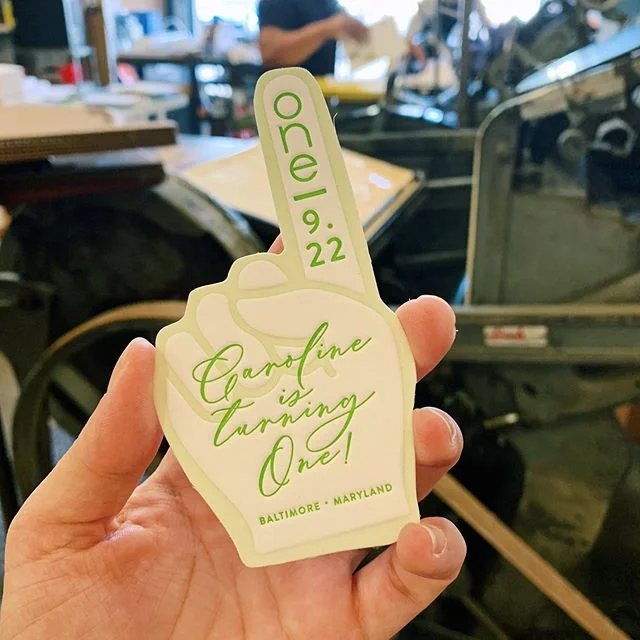 one
9.
22
Caroline
is
turning
One!
BALTIMORE • MARYLAND